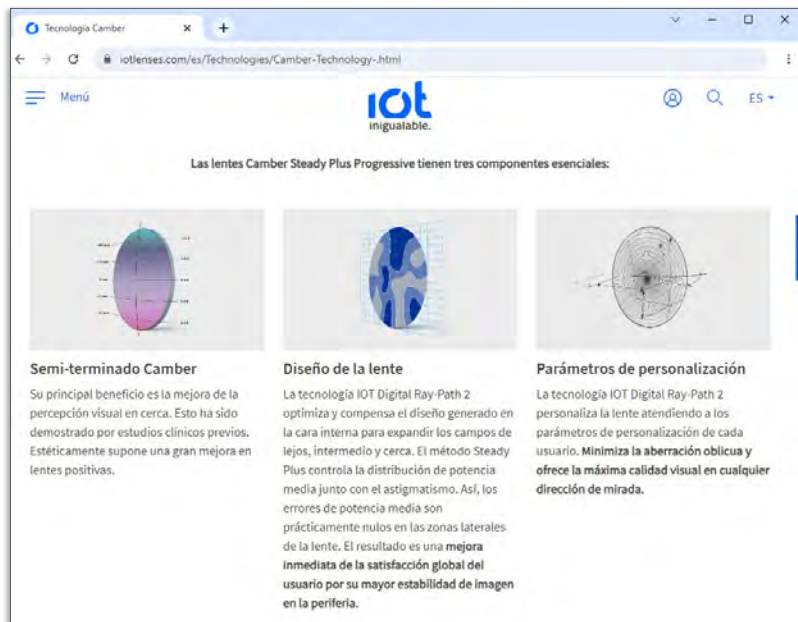 Tecnología Camber
iotlenses.com/es/Technologies/Camber-Technology-.html
Menú
iot
inigualable.
ES
Las lentes Camber Steady Plus Progressive tienen tres componentes esenciales:
Semi-terminado Camber
Su principal beneficio es la mejora de la
percepción visual en cerca. Esto ha sido
demostrado por estudios clínicos previos.
Estéticamente supone una gran mejora en
lentes positivas.
Diseño de la lente
La tecnología IOT Digital Ray-Path 2
optimiza y compensa el diseño generado en
la cara interna para expandir los campos de
lejos, intermedio y cerca. El método Steady
Plus controla la distribución de potencia
media junto con el astigmatismo. Así, los
errores de potencia media son
prácticamente nulos en las zonas laterales
de la lente. El resultado es una mejora
inmediata de la satisfacción global del
usuario por su mayor estabilidad de imagen
en la periferia.
Parámetros de personalización
La tecnología IOT Digital Ray-Path 2
personaliza la lente atendiendo a los
parámetros de personalización de cada
usuario. Minimiza la aberración oblicua y
ofrece la máxima calidad visual en cualquier
dirección de mirada.